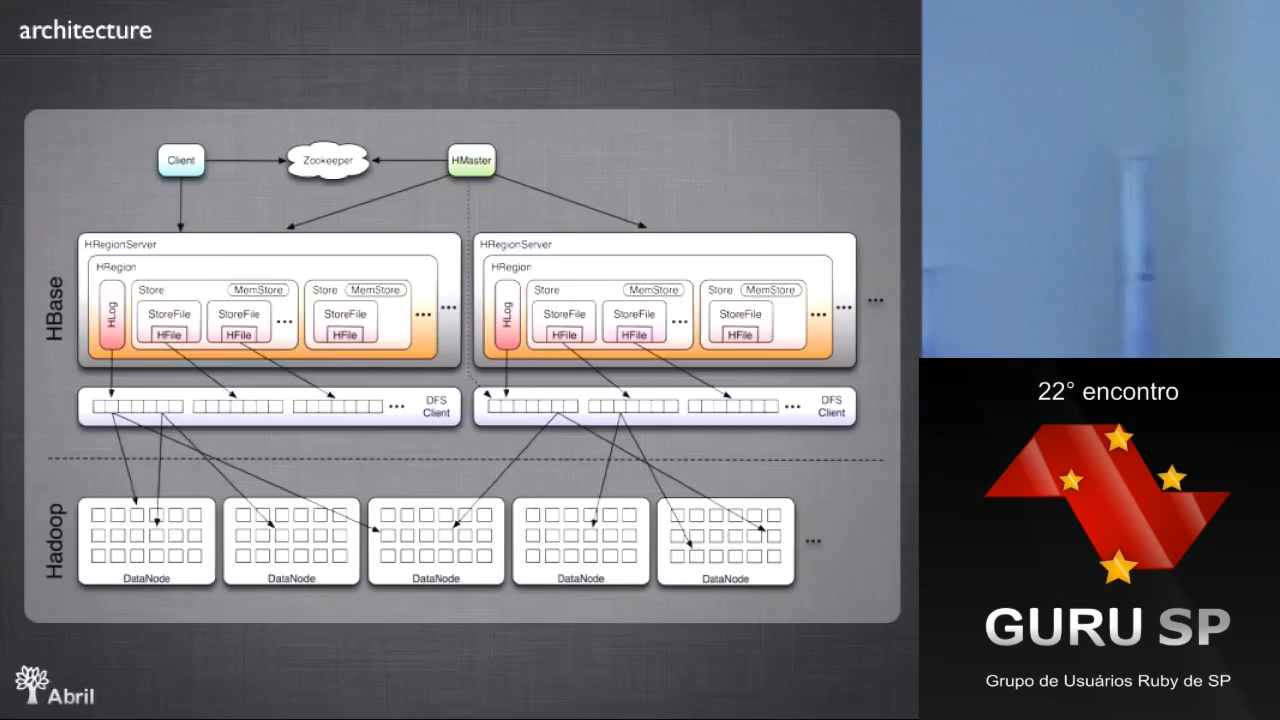 architecture
Client
Zookeeper
HMaster
HBase
HRegionServer
HRegion
HLog
Store
MemStore
StoreFile
HFile
StoreFile
HFile
...
Store
MemStore
StoreFile
HFile
...
...
HRegionServer
HRegion
HLog
Store
MemStore
StoreFile
HFile
StoreFile
HFile
...
Store
MemStore
StoreFile
HFile
...
...
...
...
DFS
Client
...
DFS
Client
Hadoop
DataNode
DataNode
DataNode
DataNode
DataNode
...
Abril
22° encontro
GURU SP
Grupo de Usuários Ruby de SP